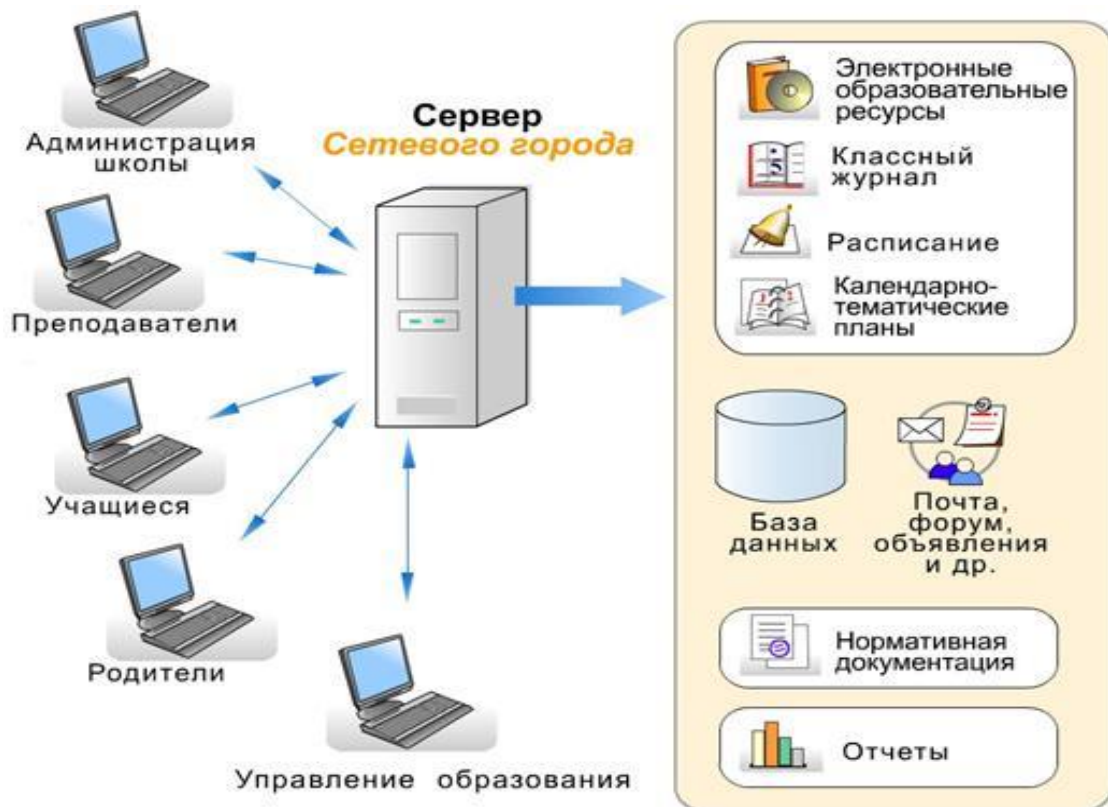 Администрация
школы
Преподаватели
Учащиеся
Родители
Управление образования
Сервер
Сетевого города
Электронные
образовательные
ресурсы
Классный
журнал
Расписание
Календарно-
тематические
планы
База
данных
Почта,
форум,
объявления
и др.
Нормативная
документация
Отчеты